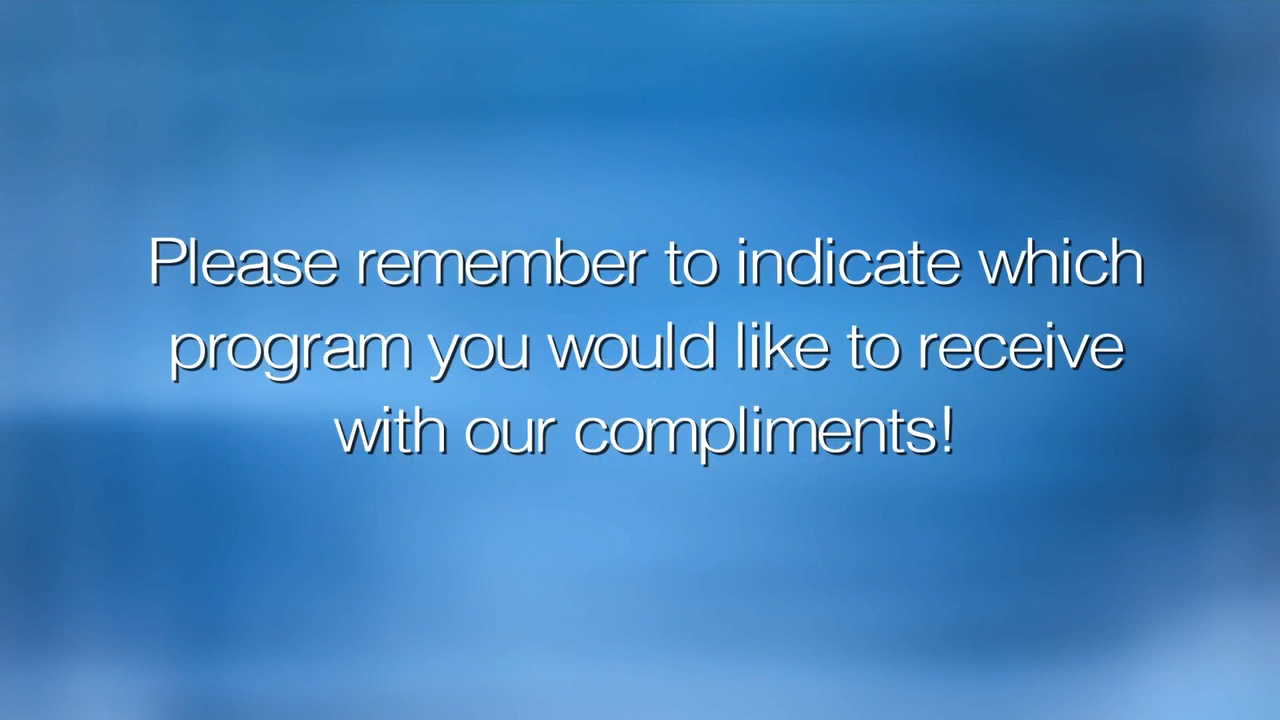 Please remember to indicate which
program you would like to receive
with our compliments!